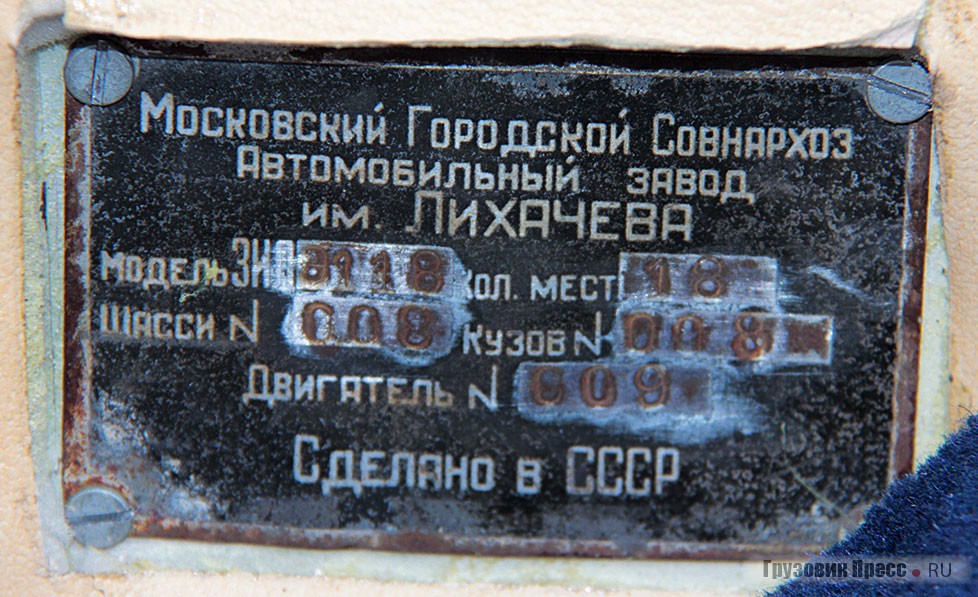 Московский Городской Совнархоз
Автомобильный завод
им. Лихачева
Модель ЗИЛ 3118 Кол. мест 18
Шасси N 008 Кузов N 008
Двигатель N 009
Сделано в СССР
Грузовик Пресс.RU